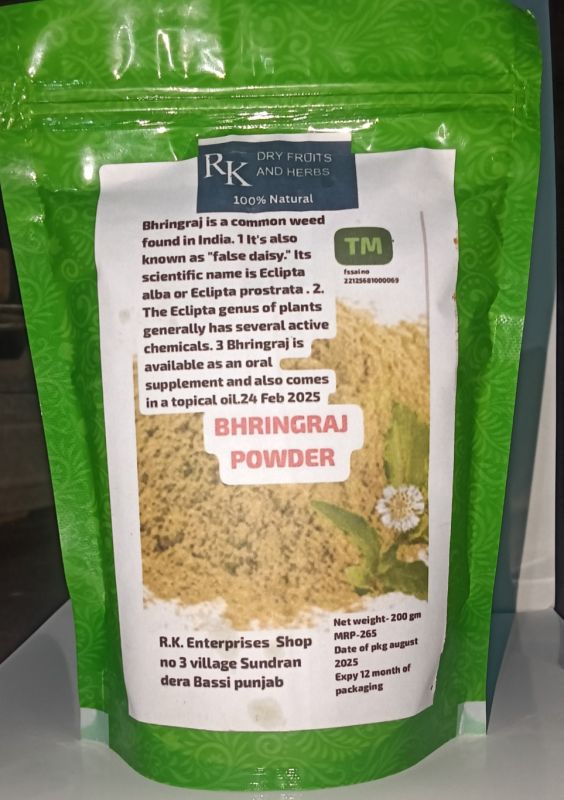 RK DRY FRUITS
AND HERBS
100% Natural
Bhringraj is a common weed
found in India. 1 It's also
known as "false daisy." Its
scientific name is Eclipta
alba or Eclipta prostrata . 2.
The Eclipta genus of plants
generally has several active
chemicals. 3 Bhringraj is
available as an oral
supplement and also comes
in a topical oil.24 Feb 2025
TM
fssai no
22125681000069
BHRINGRAJ
POWDER
R.K. Enterprises Shop
no 3 village Sundran
dera Bassi punjab
Net weight- 200 gm
MRP-265
Date of pkg august
2025
Expy 12 month of
packaging